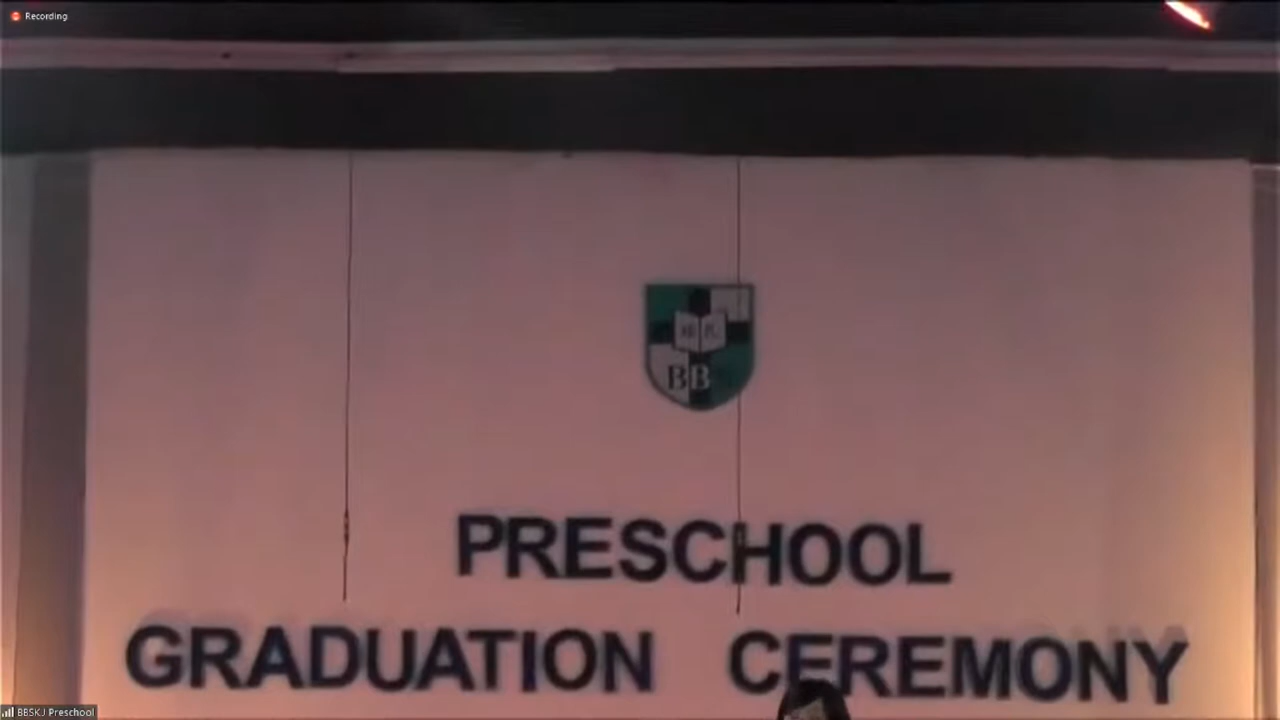 Recording
BB
PRESCHOOL
GRADUATION CEREMONY
BBSKJ Preschool